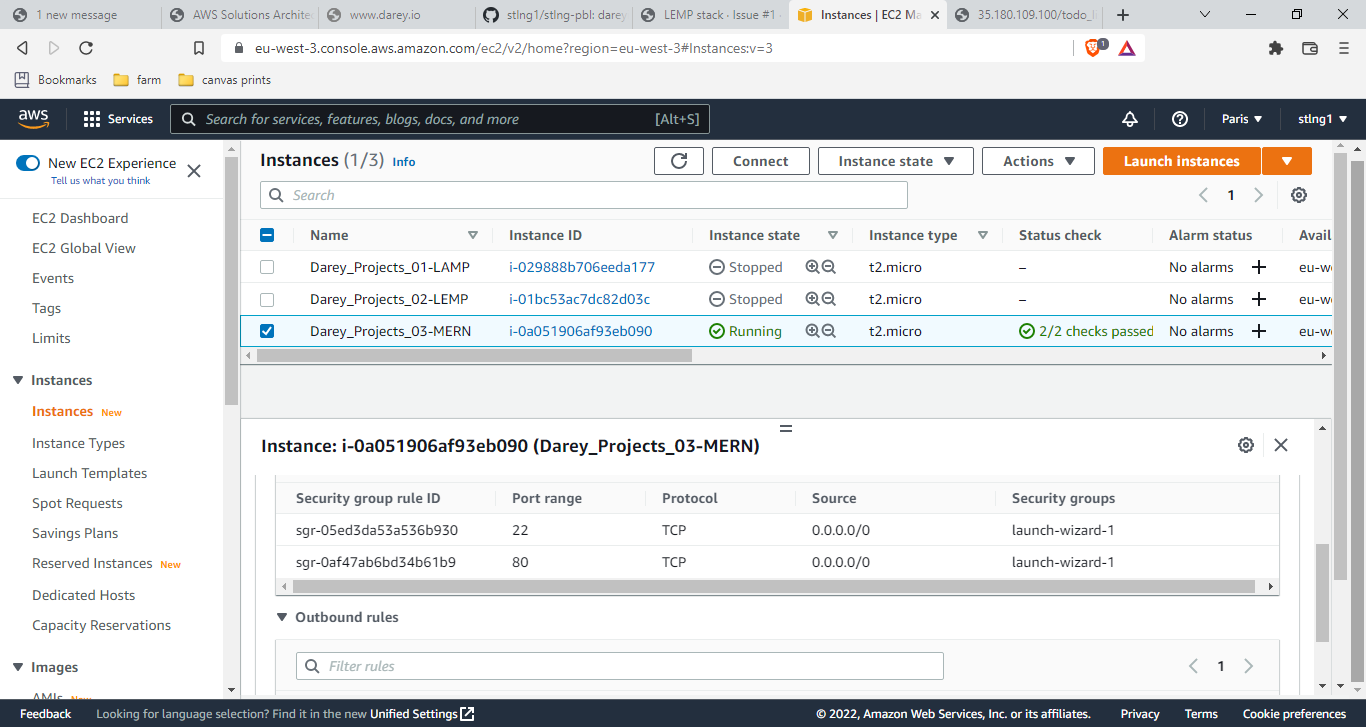 1 new message
AWS Solutions Archite
www.darey.io
stlng1/stlng-pbl: darey
LEMP stack · Issue #1
Instances | EC2 Ma
35.180.109.100/todo_l
eu-west-3.console.aws.amazon.com/ec2/v2/home?region=eu-west-3#Instances:v=3
1
Bookmarks farm canvas prints
aws Services Search for services, features, blogs, docs, and more [Alt+S] Paris ▼ stlng1 ▼
New EC2 Experience
Tell us what you think
EC2 Dashboard
EC2 Global View
Events
Tags
Limits
Instances
Instances New
Instance Types
Launch Templates
Spot Requests
Savings Plans
Reserved Instances New
Dedicated Hosts
Capacity Reservations
Images
AMIs New
Instances (1/3) Info
Connect Instance state ▼ Actions ▼ Launch instances ▼
Search
1
Name Instance ID Instance state Instance type Status check Alarm status Avail
Darey_Projects_01-LAMP i-029888b706eeda177 Stopped t2.micro – No alarms + eu-we
Darey_Projects_02-LEMP i-01bc53ac7dc82d03c Stopped t2.micro – No alarms + eu-we
Darey_Projects_03-MERN i-0a051906af93eb090 Running t2.micro 2/2 checks passed No alarms + eu-we
Instance: i-0a051906af93eb090 (Darey_Projects_03-MERN)
Security group rule ID Port range Protocol Source Security groups
sgr-05ed3da53a536b930 22 TCP 0.0.0.0/0 launch-wizard-1
sgr-0af47ab6bd34b61b9 80 TCP 0.0.0.0/0 launch-wizard-1
Outbound rules
Filter rules
1
Feedback Looking for language selection? Find it in the new Unified Settings © 2022, Amazon Web Services, Inc. or its affiliates. Privacy Terms Cookie preferences